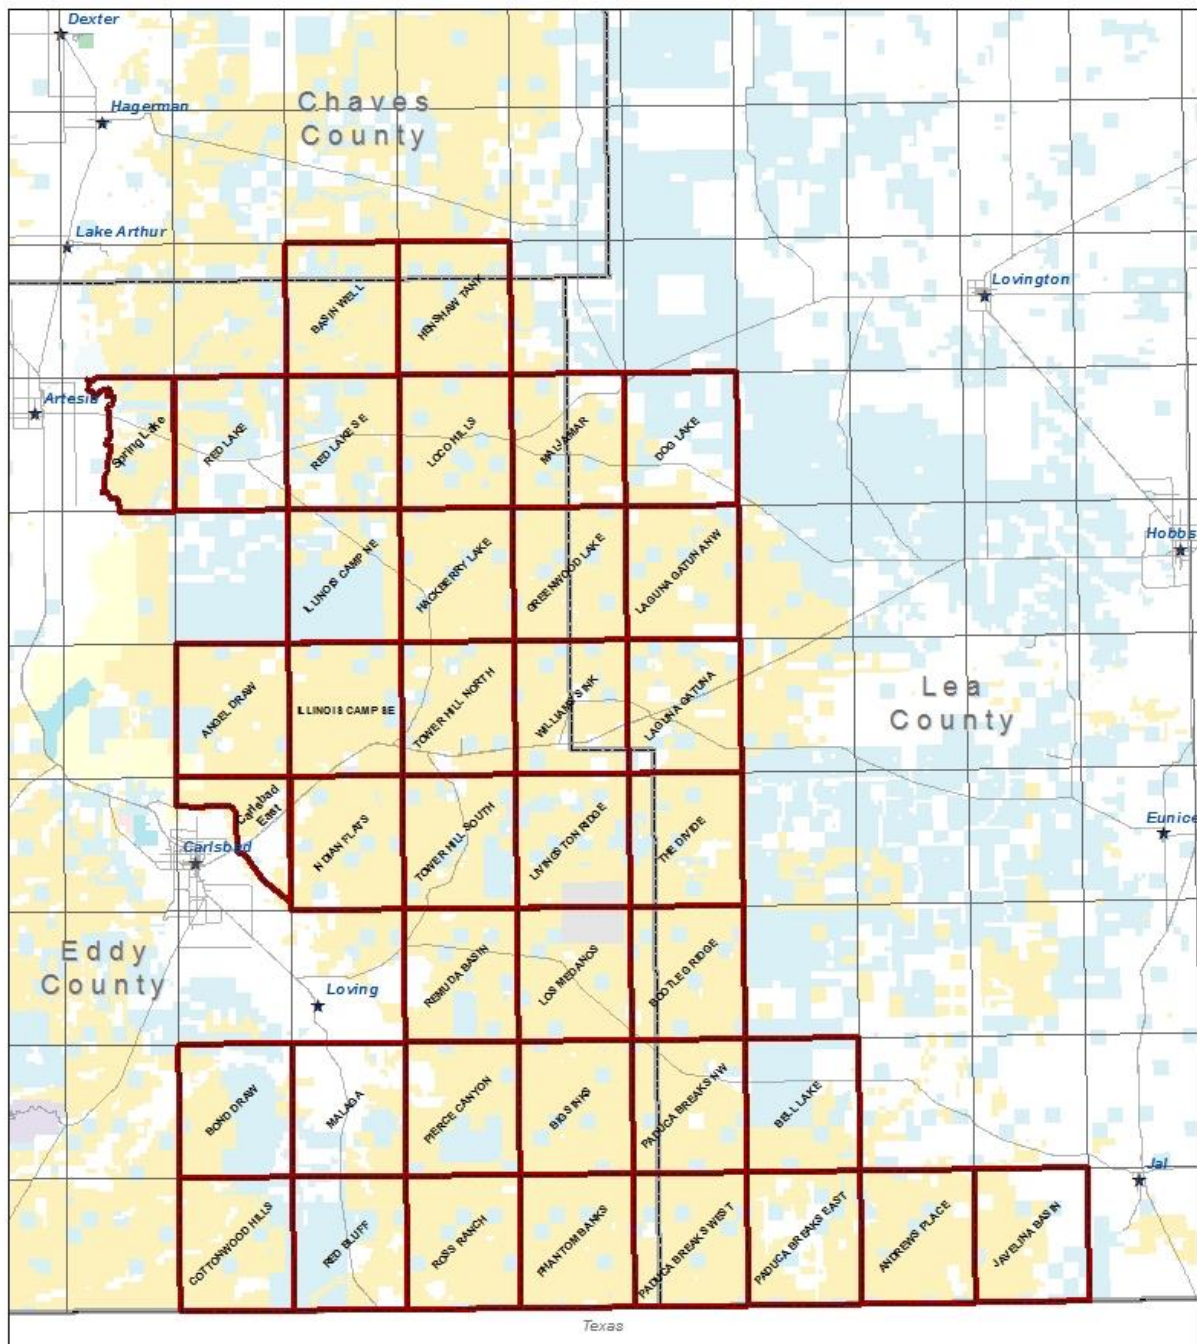 Dexter
Hagerman
Chaves
County
Lake Arthur
Lovington
BASIN WELL
HENSHAW TANK
Artesia
Spring Lake
RED LAKE
RED LAKE SE
LOCO HILLS
MALJAMAR
DOG LAKE
Hobbs
ILLINOIS CAMP NE
HACKBERRY LAKE
GREENWOOD LAKE
LAGUNA GATUNA NW
Lea
County
ANGEL DRAW
ILLINOIS CAMP SE
TOWER HILL NORTH
WILLIAMS SINK
LAGUNA GATUNA
Carlsbad
East
INDIAN FLATS
TOWER HILL SOUTH
LIVINGSTON RIDGE
THE DIVIDE
Eunice
Carlsbad
Eddy
County
Loving
REMUDA BASIN
LOS MEDANOS
BOOTLEG RIDGE
BOND DRAW
MALAGA
PIERCE CANYON
BIG SINKS
PADUCA BREAKS NW
BELL LAKE
Jal
COTTONWOOD HILLS
RED BLUFF
ROSS RANCH
PHANTOM BANKS
PADUCA BREAKS WEST
PADUCA BREAKS EAST
ANDREWS PLACE
JAVELINA BASIN
Texas